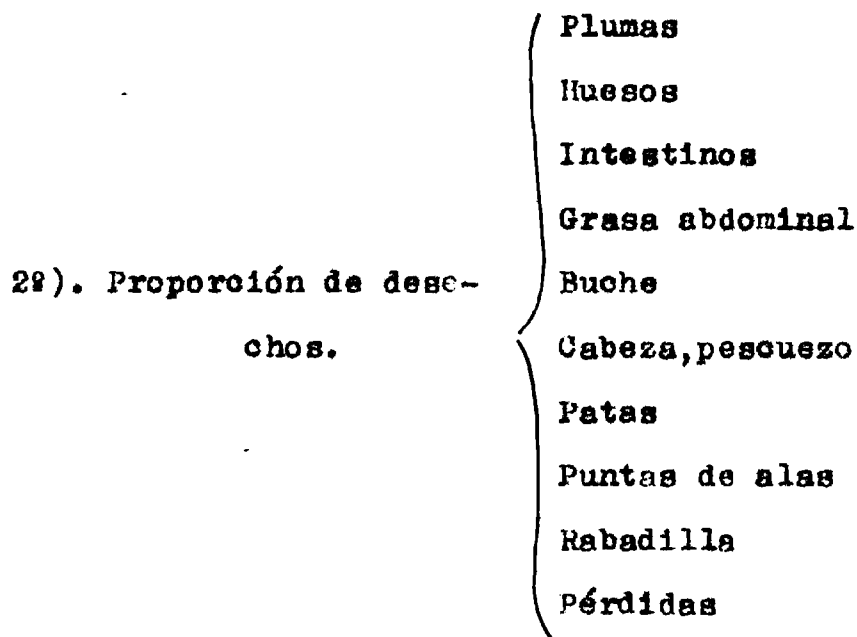 2º). Proporción de dese-
chos.
Plumas
Huesos
Intestinos
Grasa abdominal
Buche
Cabeza,pescuezo
Patas
Puntas de alas
Rabadilla
Pérdidas